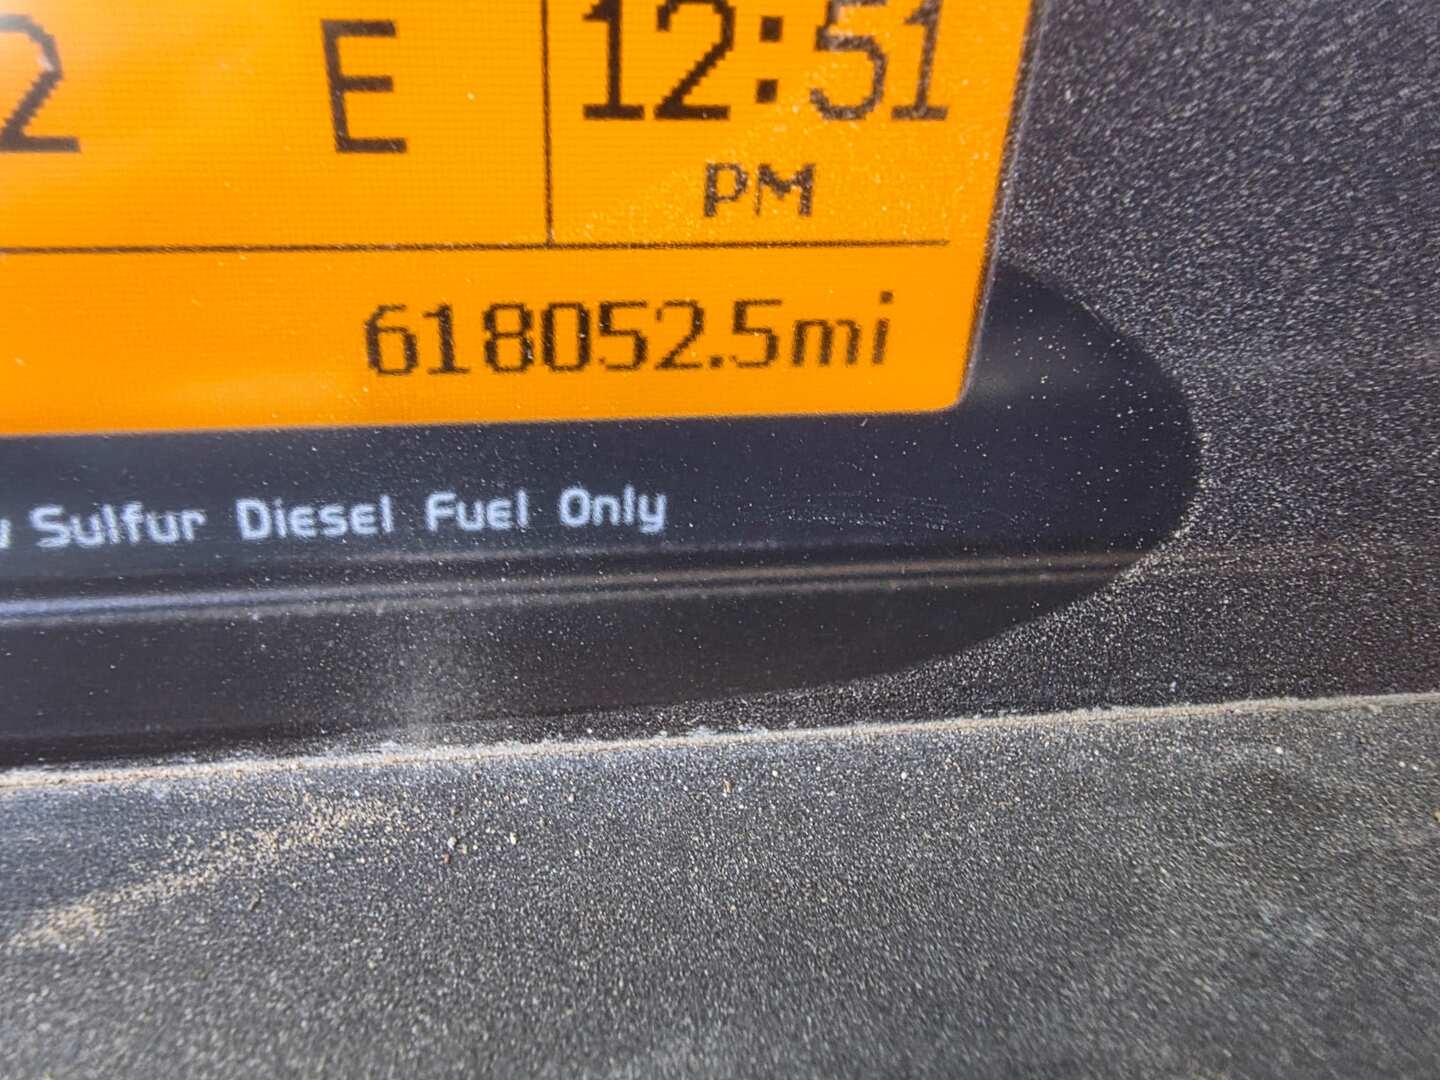 2 E 12:51
PM
618052.5mi
Sulfur Diesel Fuel Only